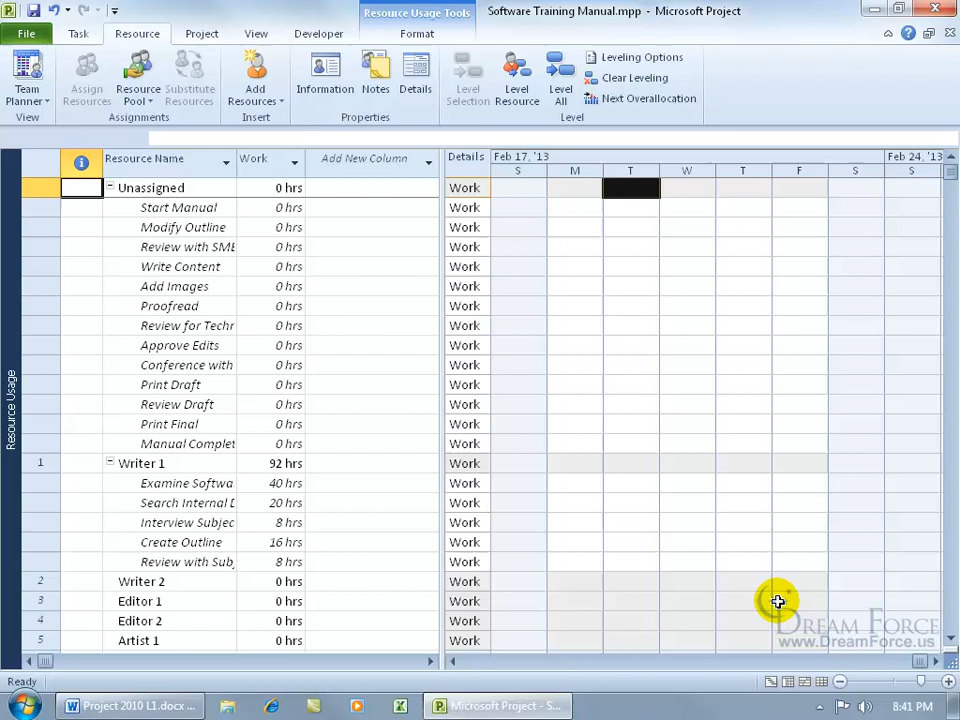 Resource Usage Tools
Software Training Manual.mpp - Microsoft Project
File Task Resource Project View Developer Format
Team Planner Assign Resources Resource Pool Substitute Resources Add Resources Information Notes Details Level Selection Level Resource Level All
Leveling Options
Clear Leveling
Next Overallocation
View Assignments Insert Properties Level
Resource Name Work Add New Column Details Feb 17, '13 Feb 24, '13
S M T W T F S S
Unassigned 0 hrs Work
Start Manual 0 hrs Work
Modify Outline 0 hrs Work
Review with SME 0 hrs Work
Write Content 0 hrs Work
Add Images 0 hrs Work
Proofread 0 hrs Work
Review for Techr 0 hrs Work
Approve Edits 0 hrs Work
Conference with 0 hrs Work
Print Draft 0 hrs Work
Review Draft 0 hrs Work
Print Final 0 hrs Work
Manual Complet 0 hrs Work
1 Writer 1 92 hrs Work
Examine Softwa 40 hrs Work
Search Internal D 20 hrs Work
Interview Subjec 8 hrs Work
Create Outline 16 hrs Work
Review with Subj 8 hrs Work
2 Writer 2 0 hrs Work
3 Editor 1 0 hrs Work
4 Editor 2 0 hrs Work
5 Artist 1 0 hrs Work
Resource Usage
Dream Force
www.DreamForce.us
Ready
Project 2010 L1.docx ... Microsoft Project - S... 8:41 PM